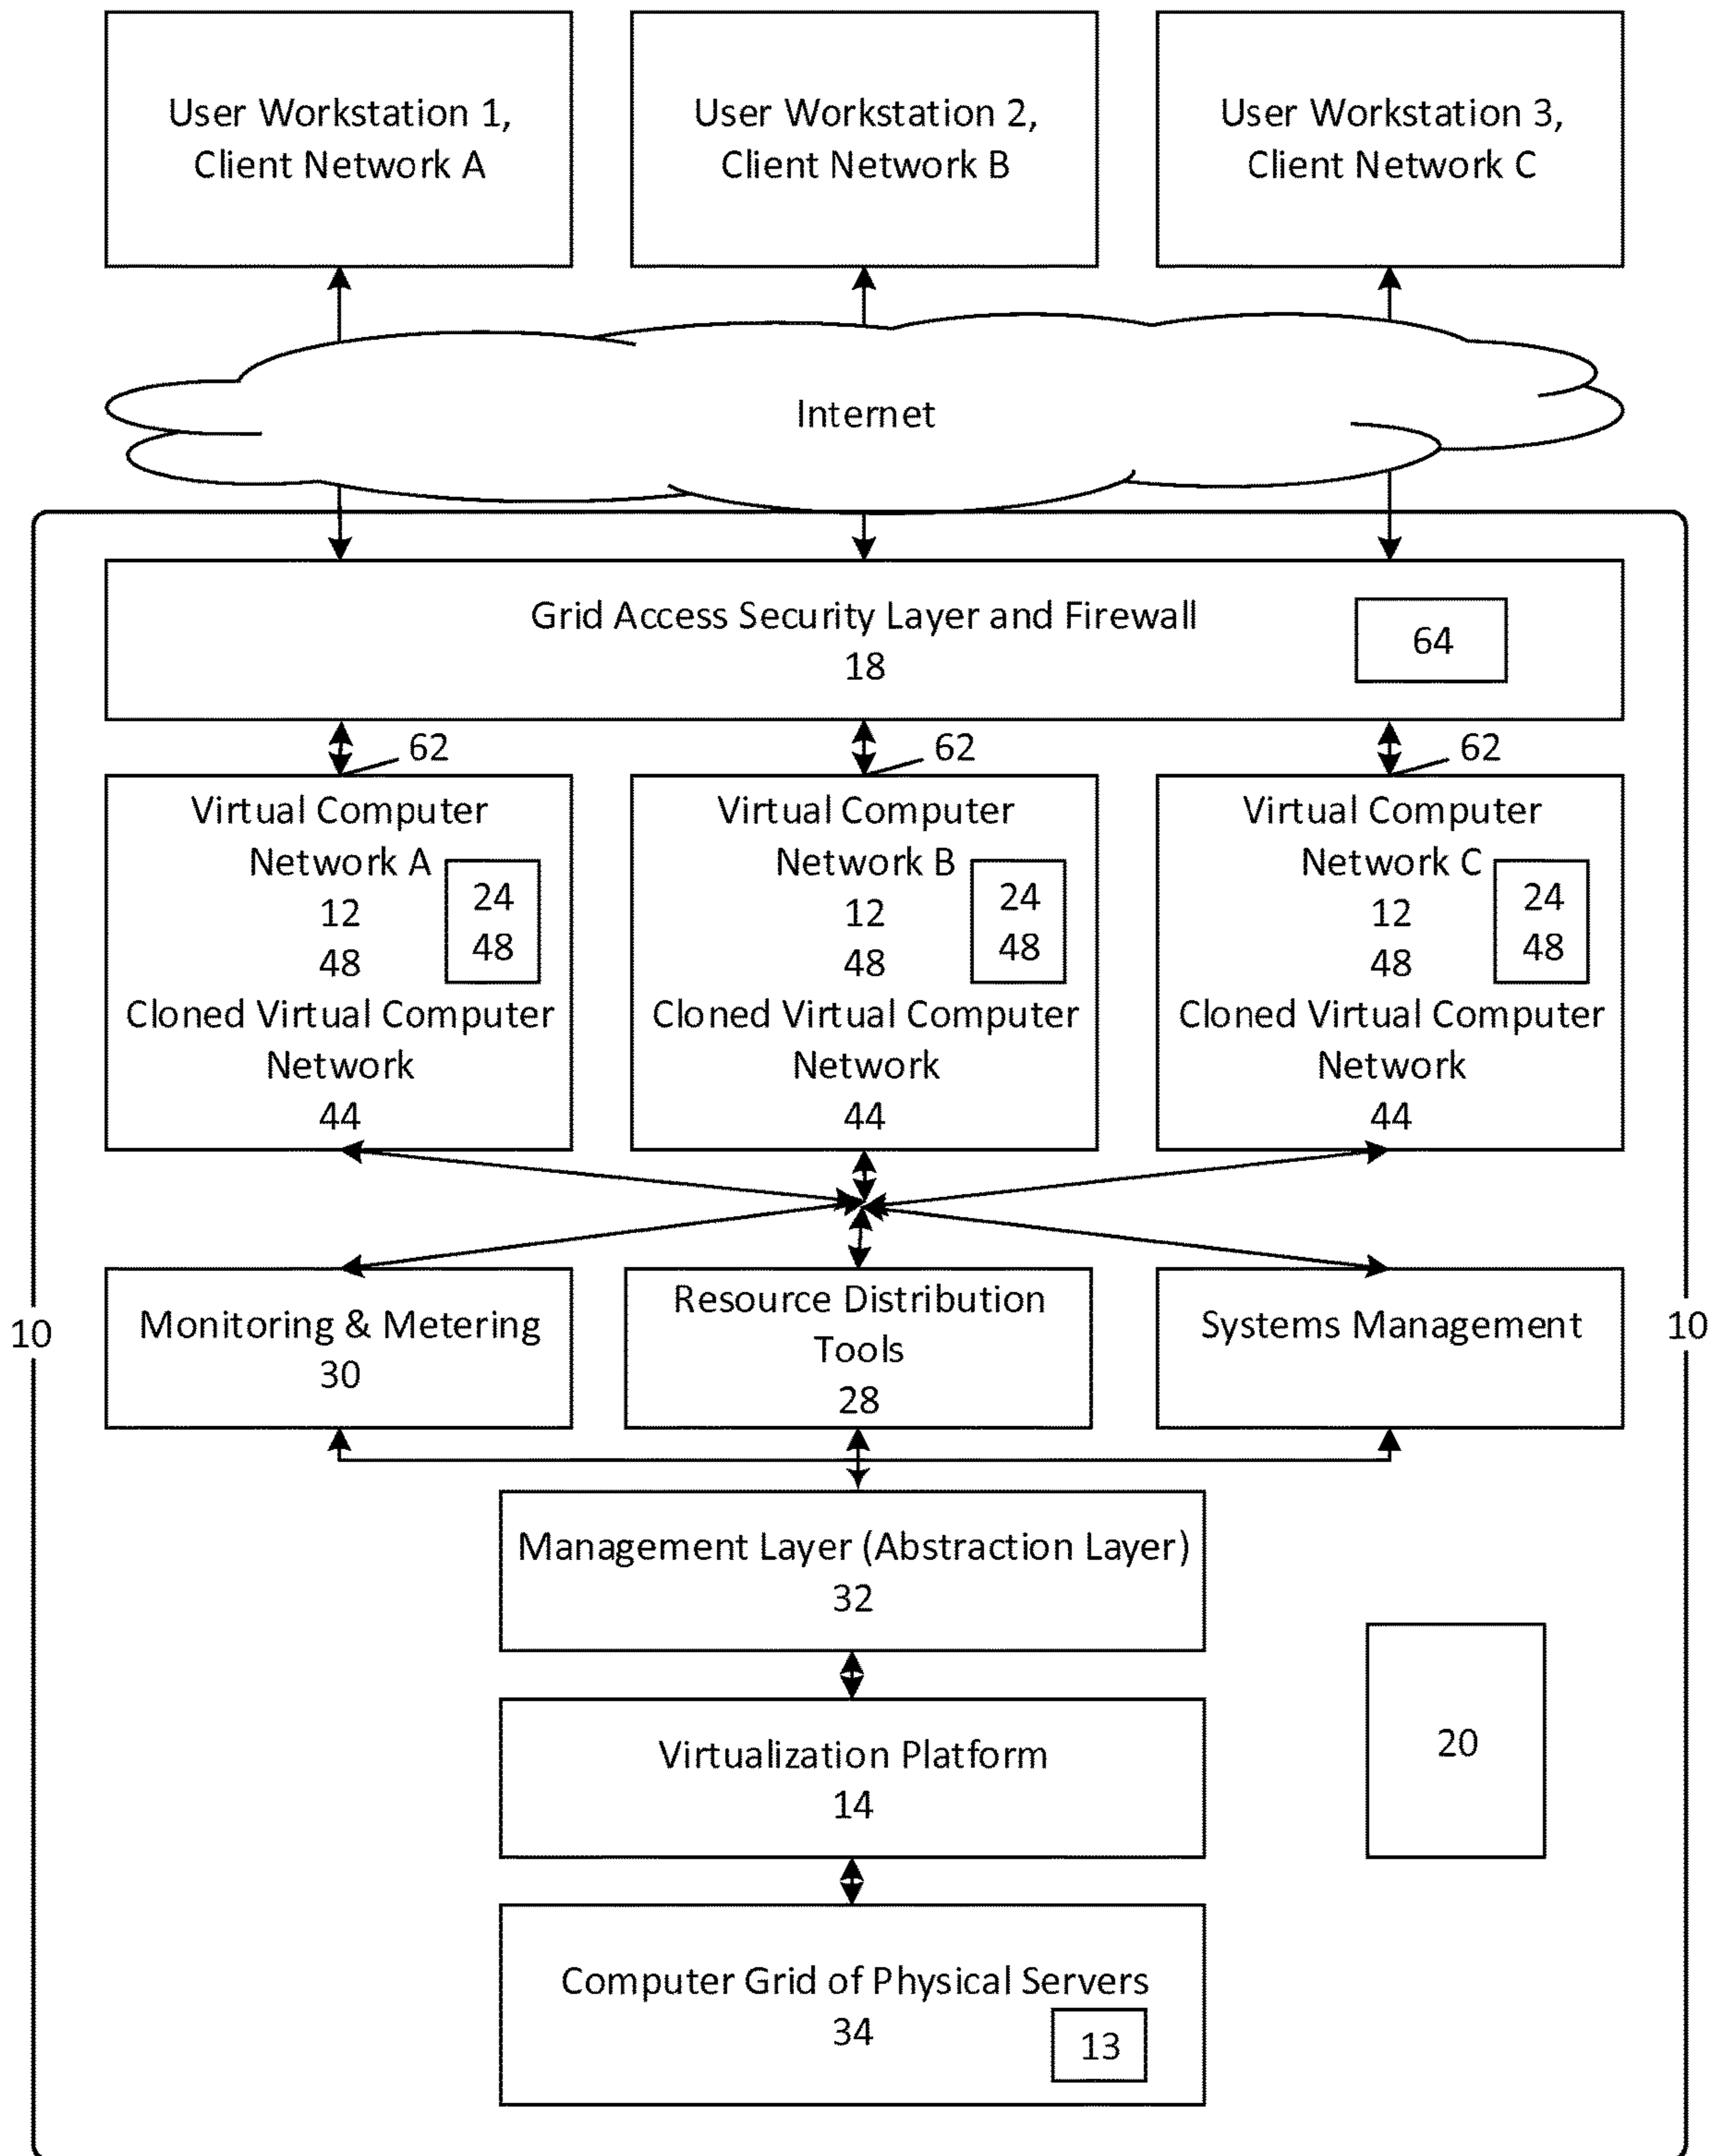 User Workstation 1,
Client Network A
User Workstation 2,
Client Network B
User Workstation 3,
Client Network C
Internet
Grid Access Security Layer and Firewall
18
64
62
62
62
Virtual Computer
Network A
12
48
Cloned Virtual Computer
Network
44
24
48
Virtual Computer
Network B
12
48
Cloned Virtual Computer
Network
44
24
48
Virtual Computer
Network C
12
48
Cloned Virtual Computer
Network
44
24
48
10
Monitoring & Metering
30
Resource Distribution
Tools
28
Systems Management
10
Management Layer (Abstraction Layer)
32
Virtualization Platform
14
20
Computer Grid of Physical Servers
34
13